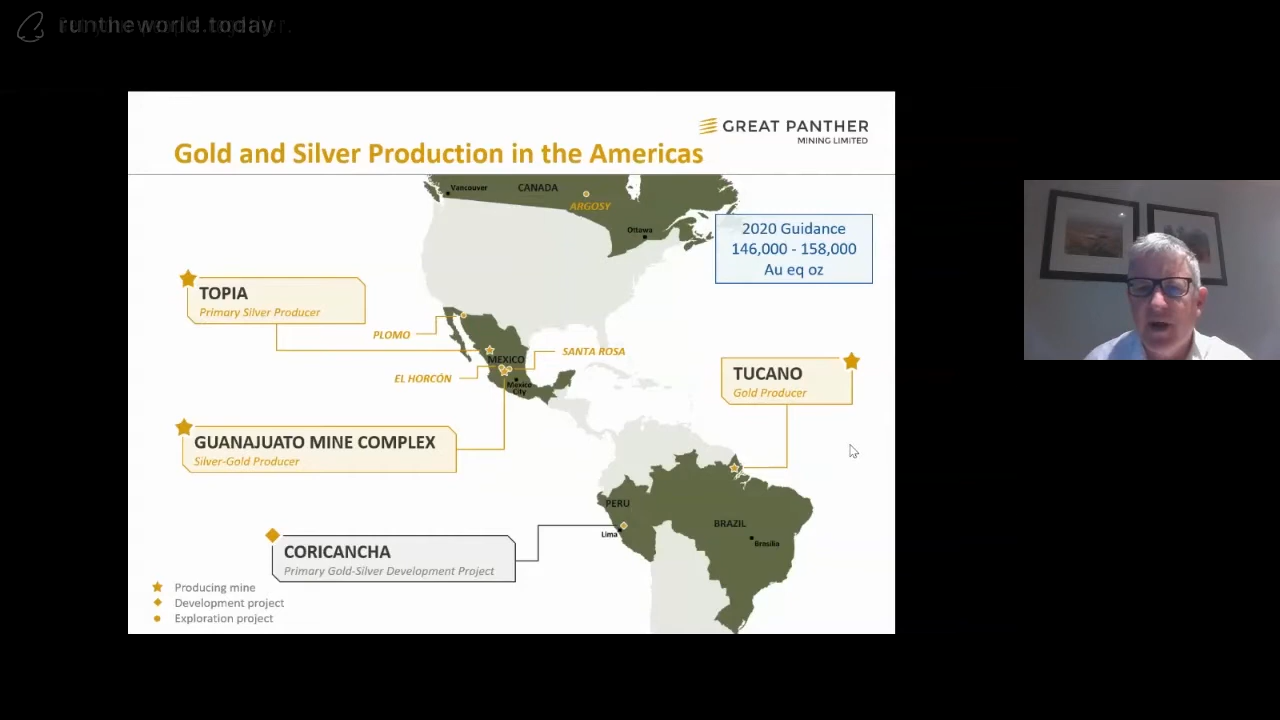 runtheworld.today
GREAT PANTHER
MINING LIMITED
Gold and Silver Production in the Americas
Vancouver
CANADA
ARGOSY
Ottawa
2020 Guidance
146,000 - 158,000
Au eq oz
TOPIA
Primary Silver Producer
PLOMO
MEXICO
SANTA ROSA
EL HORCÓN
Mexico
City
TUCANO
Gold Producer
GUANAJUATO MINE COMPLEX
Silver-Gold Producer
PERU
Lima
BRAZIL
Brasilia
CORICANCHA
Primary Gold-Silver Development Project
Producing mine
Development project
Exploration project